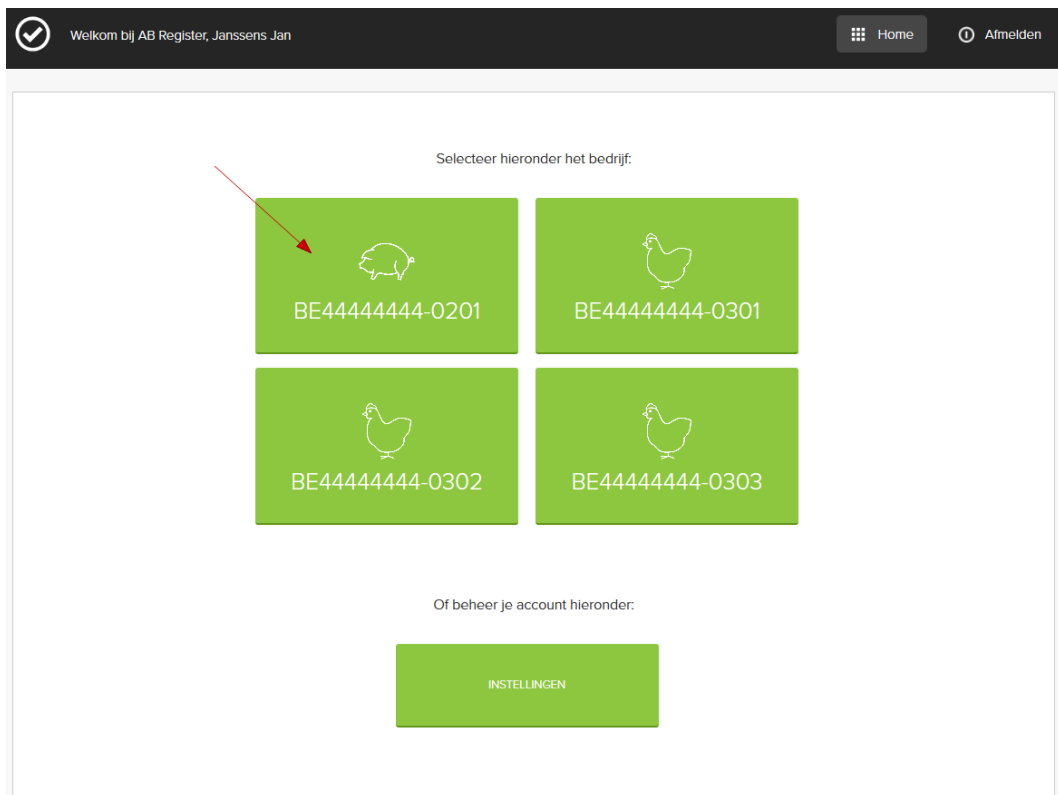 Welkom bij AB Register, Janssens Jan
Home
Afmelden
Selecteer hieronder het bedrijf:
BE44444444-0201
BE44444444-0301
BE44444444-0302
BE44444444-0303
Of beheer je account hieronder:
INSTELLINGEN